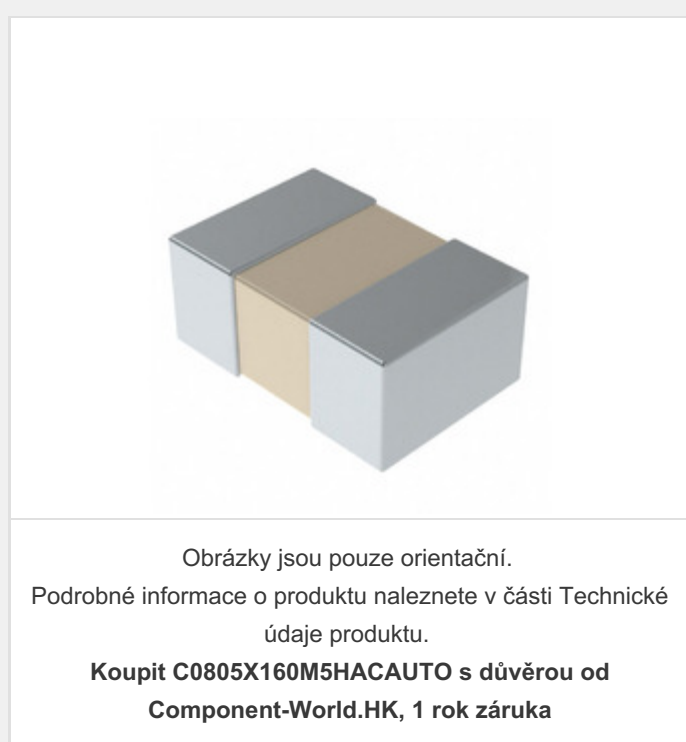 Obrázky jsou pouze orientační.
Podrobné informace o produktu naleznete v části Technické
údaje produktu.
Koupit C0805X160M5HACAUTO s důvěrou od
Component-World.HK, 1 rok záruka